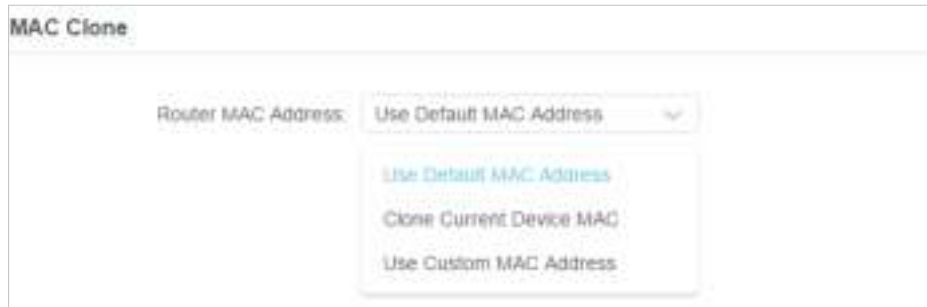 MAC Clone
Router MAC Address: Use Default MAC Address
Use Default MAC Address
Clone Current Device MAC
Use Custom MAC Address